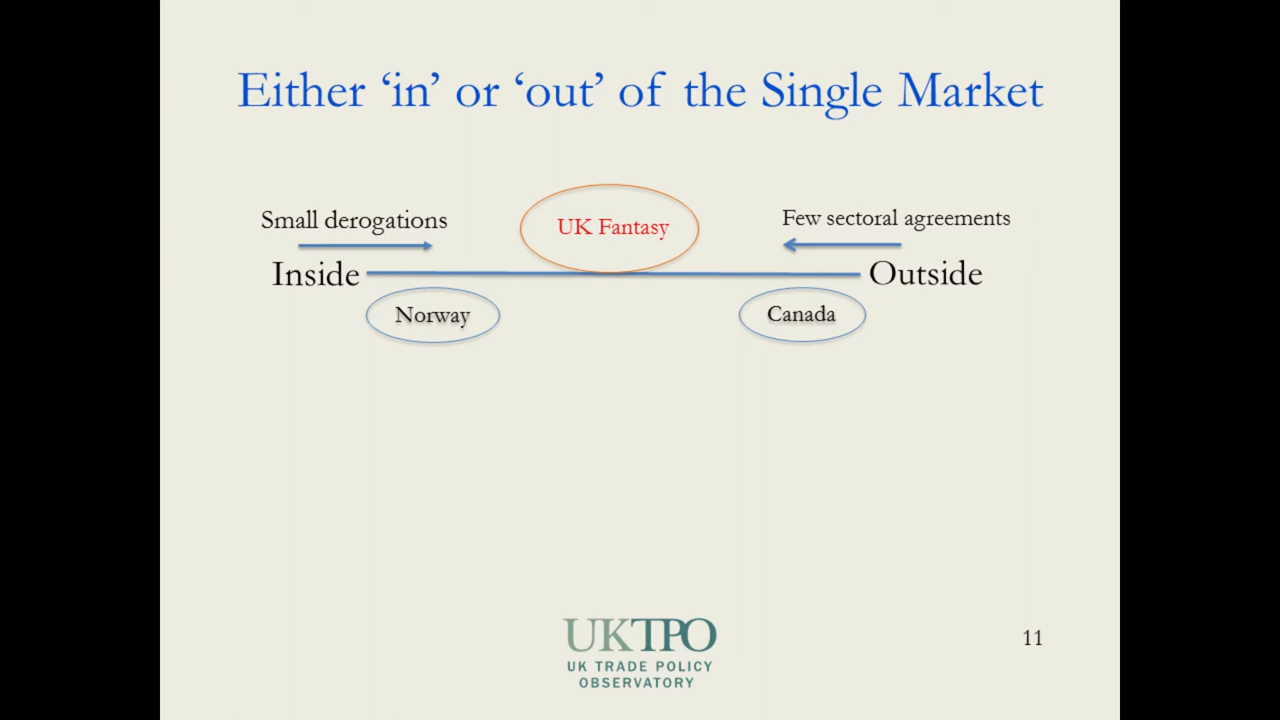 Either ‘in’ or ‘out’ of the Single Market
Small derogations
UK Fantasy
Few sectoral agreements
Inside
Outside
Norway
Canada
UKTPO
UK TRADE POLICY
OBSERVATORY
11